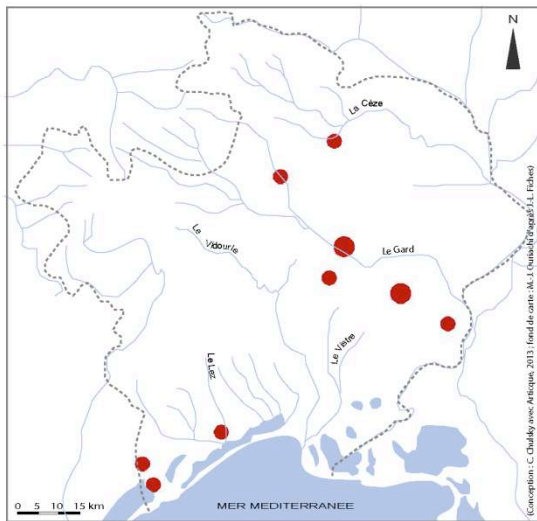 N
La Cèze
Le Vidourle
Le Gard
Le Vistre
Le Lez
0 5 10 15 km
MER MEDITERRANEE
(Conception : C. Chulsky avec Articque, 2013 ; fond de carte : M.-J. Ouriachi d'après J.-L. Fiches)